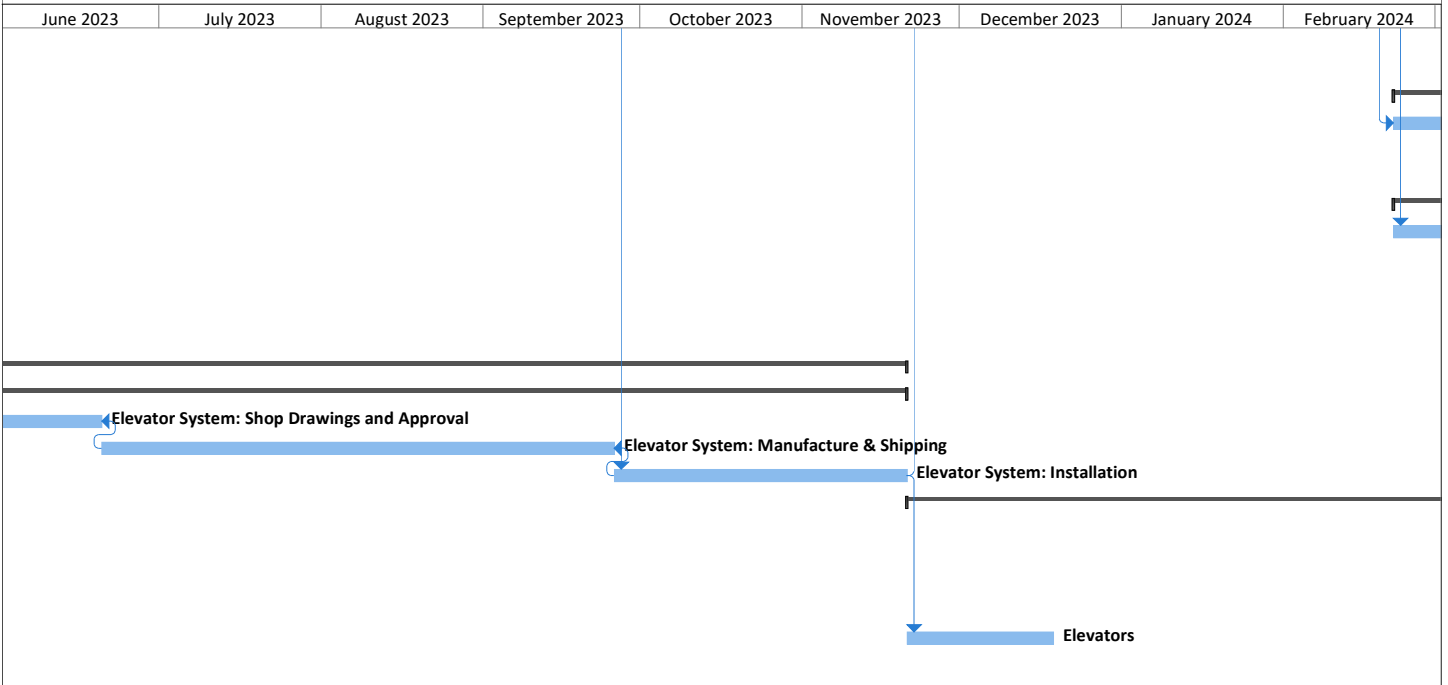 June 2023 July 2023 August 2023 September 2023 October 2023 November 2023 December 2023 January 2024 February 2024
Elevator System: Shop Drawings and Approval
Elevator System: Manufacture & Shipping
Elevator System: Installation
Elevators